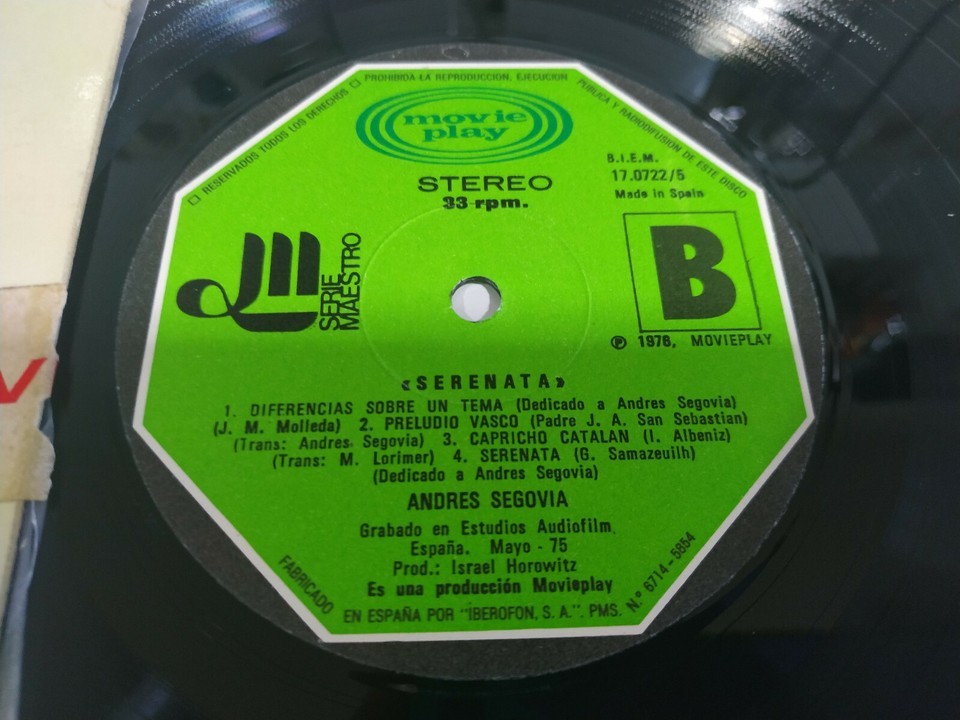 □ RESERVADOS TODOS LOS DERECHOS □ PROHIBIDA LA REPRODUCCION, EJECUCION PUBLICA Y RADIODIFUSION DE ESTE DISCO
movie
play
STEREO
33 rpm.
B.I.E.M.
17.0722/5
Made in Spain
SERIE
MAESTRO
B
℗ 1976, MOVIEPLAY
«SERENATA»
1. DIFERENCIAS SOBRE UN TEMA (Dedicado a Andres Segovia)
(J. M. Molleda) 2. PRELUDIO VASCO (Padre J. A. San Sebastian)
(Trans: Andres Segovia) 3. CAPRICHO CATALAN (I. Albeniz)
(Trans: M. Lorimer) 4. SERENATA (G. Samazeuilh)
(Dedicado a Andres Segovia)
ANDRES SEGOVIA
Grabado en Estudios Audiofilm.
España. Mayo - 75
Prod.: Israel Horowitz
Es una producción Movieplay
FABRICADO EN ESPAÑA POR "IBEROFON, S. A." PMS. N.º 6714-5854